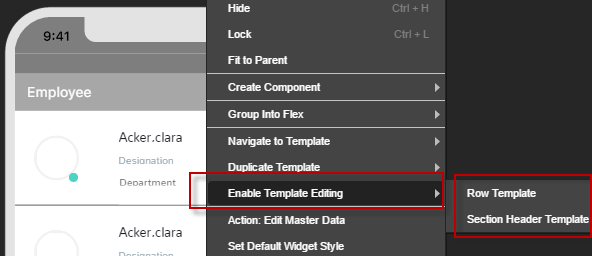 9:41
Employee
Acker.clara
Designation
Department
Acker.clara
Designation
Hide Ctrl + H
Lock Ctrl + L
Fit to Parent
Create Component
Group Into Flex
Navigate to Template
Duplicate Template
Enable Template Editing
Action: Edit Master Data
Set Default Widget Style
Row Template
Section Header Template